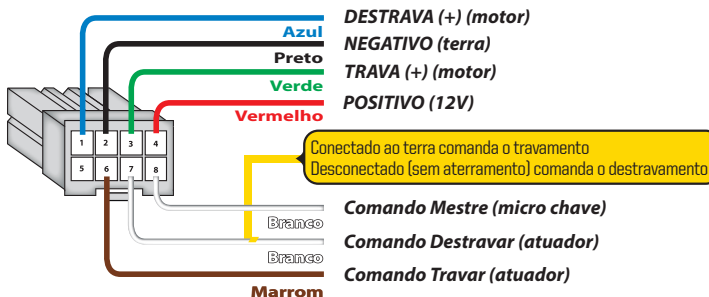 DESTRAVA (+) (motor)
Azul
NEGATIVO (terra)
Preto
TRAVA (+) (motor)
Verde
POSITIVO (12V)
Vermelho
1 2 3 4
5 6 7 8
Conectado ao terra comanda o travamento
Desconectado (sem aterramento) comanda o destravamento
Comando Mestre (micro chave)
Branco
Comando Destravar (atuador)
Branco
Comando Travar (atuador)
Marrom